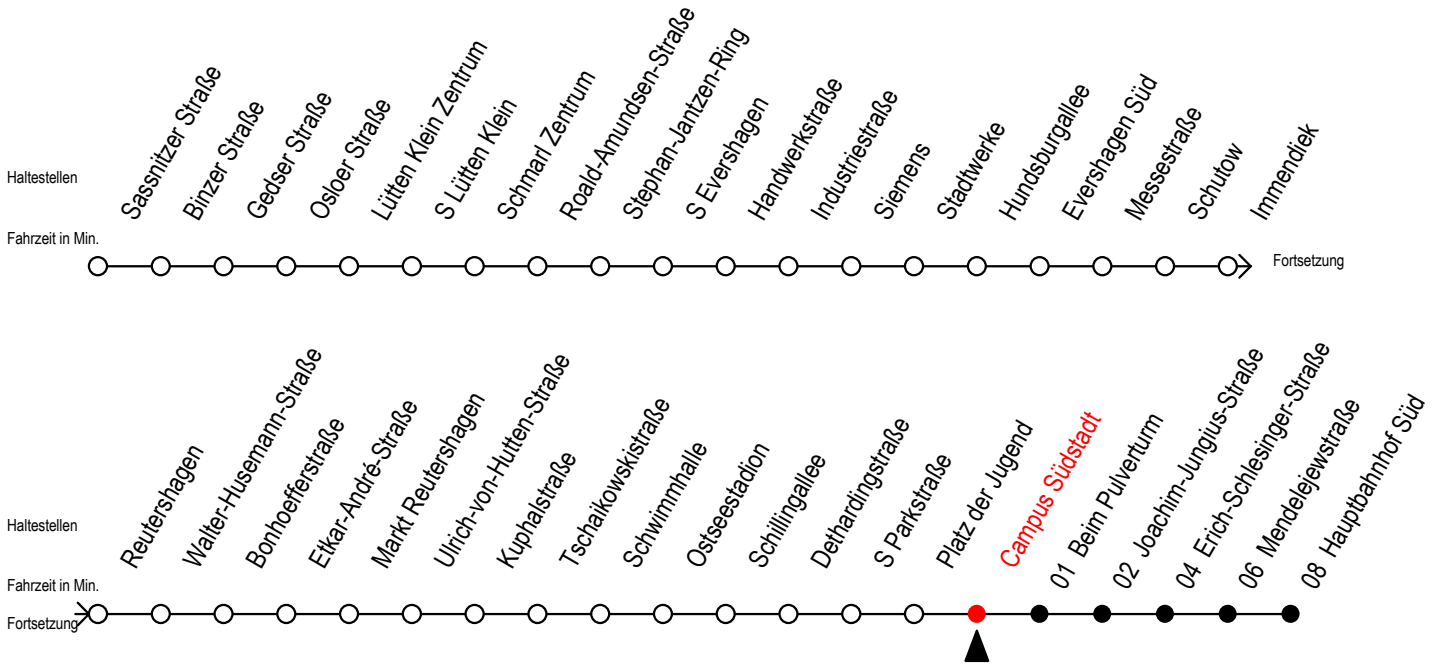 Haltestellen
Sassnitzer Straße
Binzer Straße
Gedser Straße
Osloer Straße
Lütten Klein Zentrum
S Lütten Klein
Schmarl Zentrum
Roald-Amundsen-Straße
Stephan-Jantzen-Ring
S Evershagen
Handwerkstraße
Industriestraße
Siemens
Stadtwerke
Hundsburgallee
Evershagen Süd
Messestraße
Schutow
Immendiek
Fahrzeit in Min.
Fortsetzung
Haltestellen
Reutershagen
Walter-Husemann-Straße
Bonhoefferstraße
Etkar-André-Straße
Markt Reutershagen
Ulrich-von-Hutten-Straße
Kuphalstraße
Tschaikowskistraße
Schwimmhalle
Ostseestadion
Schillingallee
Dethardingstraße
S Parkstraße
Platz der Jugend
Campus Südstadt
01 Beim Pulverturm
02 Joachim-Jungius-Straße
04 Erich-Schlesinger-Straße
06 Mendelejewstraße
08 Hauptbahnhof Süd
Fahrzeit in Min.
Fortsetzung